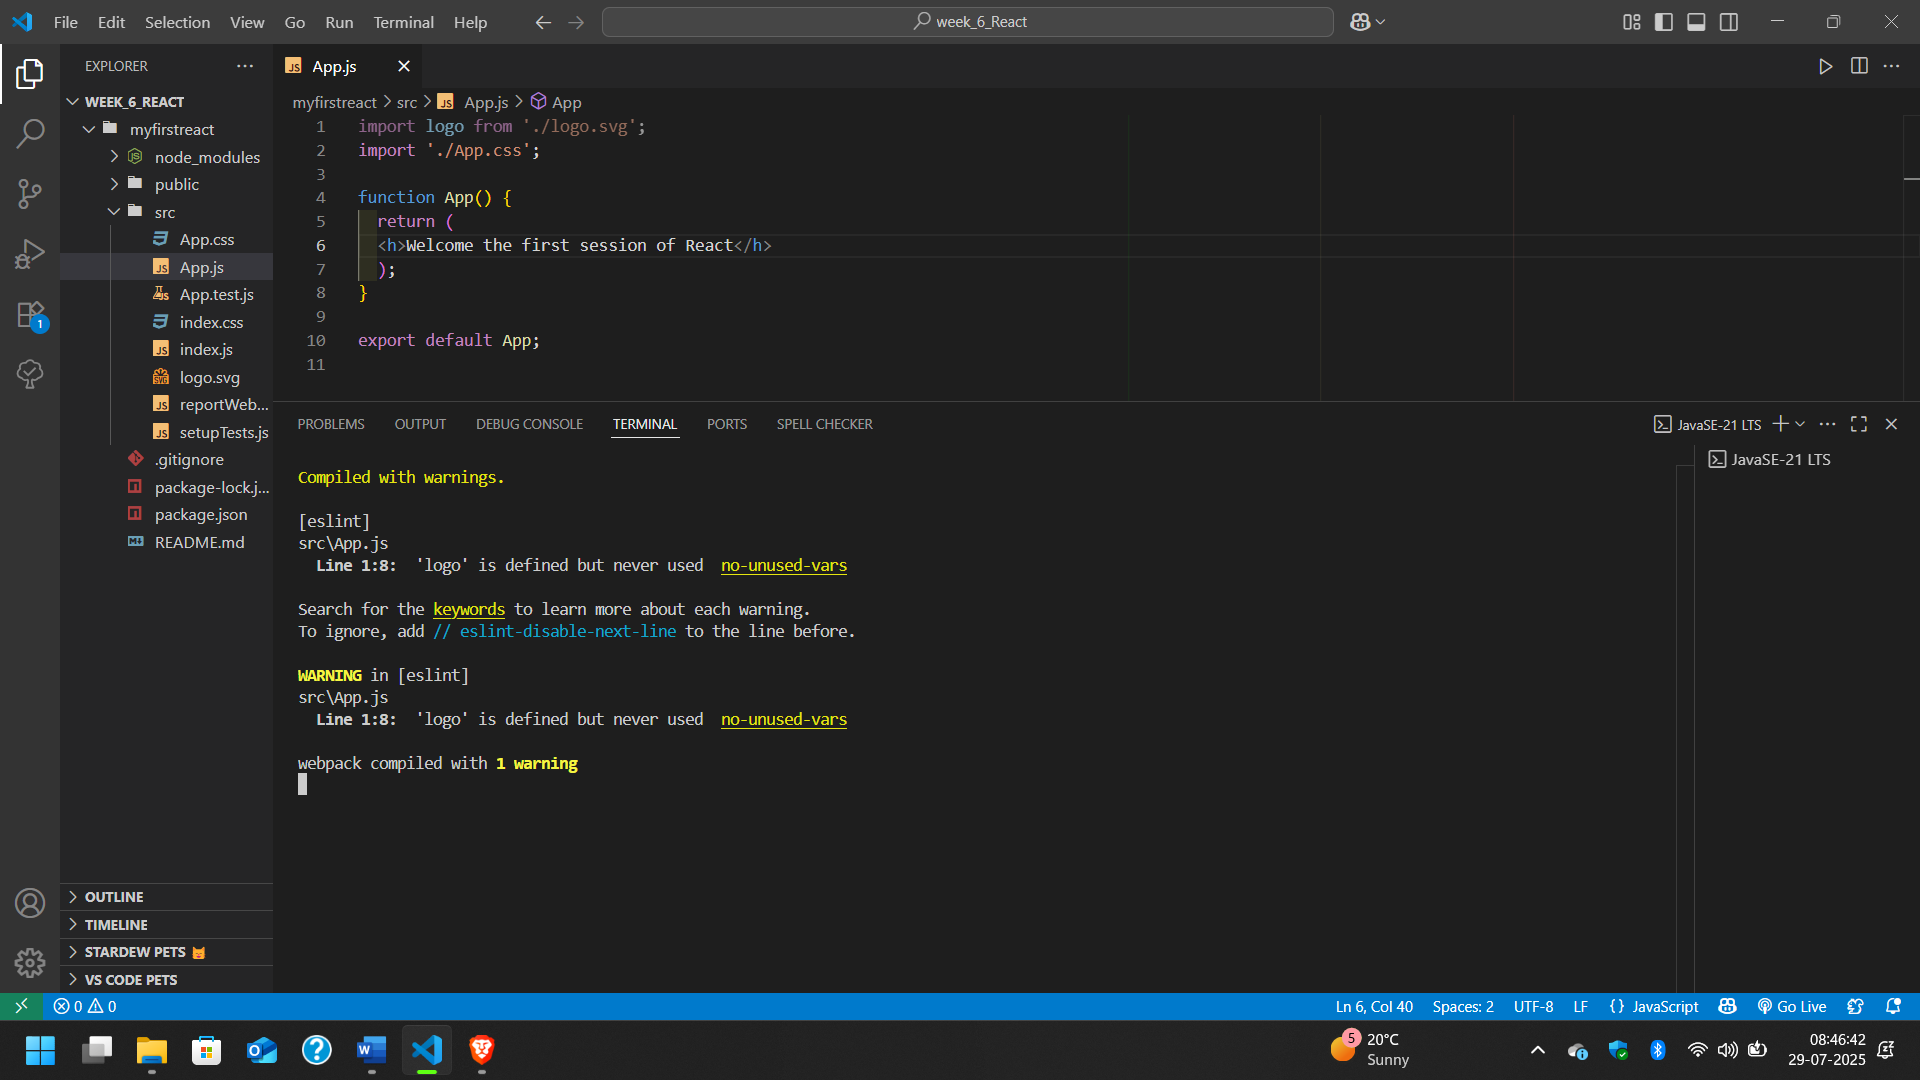 File Edit Selection View Go Run Terminal Help
week_6_React
EXPLORER
WEEK_6_REACT
myfirstreact
node_modules
public
src
App.css
App.js
App.test.js
index.css
index.js
logo.svg
reportWeb...
setupTests.js
.gitignore
package-lock.j...
package.json
README.md
OUTLINE
TIMELINE
STARDEW PETS
VS CODE PETS
1
JS App.js
myfirstreact > src > JS App.js > App
1 import logo from './logo.svg';
2 import './App.css';
3
4 function App() {
5 return (
6 <h>Welcome the first session of React</h>
7 );
8 }
9
10 export default App;
11
PROBLEMS OUTPUT DEBUG CONSOLE TERMINAL PORTS SPELL CHECKER
JavaSE-21 LTS
JavaSE-21 LTS
Compiled with warnings.
[eslint]
src\App.js
Line 1:8: 'logo' is defined but never used no-unused-vars
Search for the keywords to learn more about each warning.
To ignore, add // eslint-disable-next-line to the line before.
WARNING in [eslint]
src\App.js
Line 1:8: 'logo' is defined but never used no-unused-vars
webpack compiled with 1 warning
0 0
Ln 6, Col 40 Spaces: 2 UTF-8 LF {} JavaScript Go Live
5
20°C
Sunny
08:46:42
29-07-2025